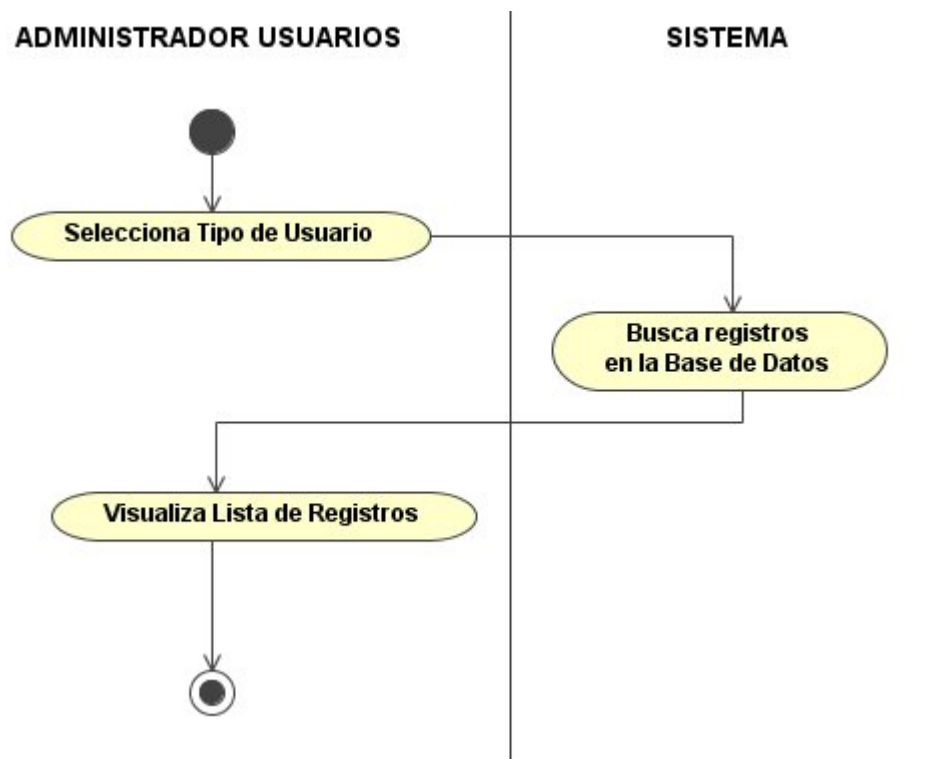 ADMINISTRADOR USUARIOS
SISTEMA
Selecciona Tipo de Usuario
Busca registros
en la Base de Datos
Visualiza Lista de Registros